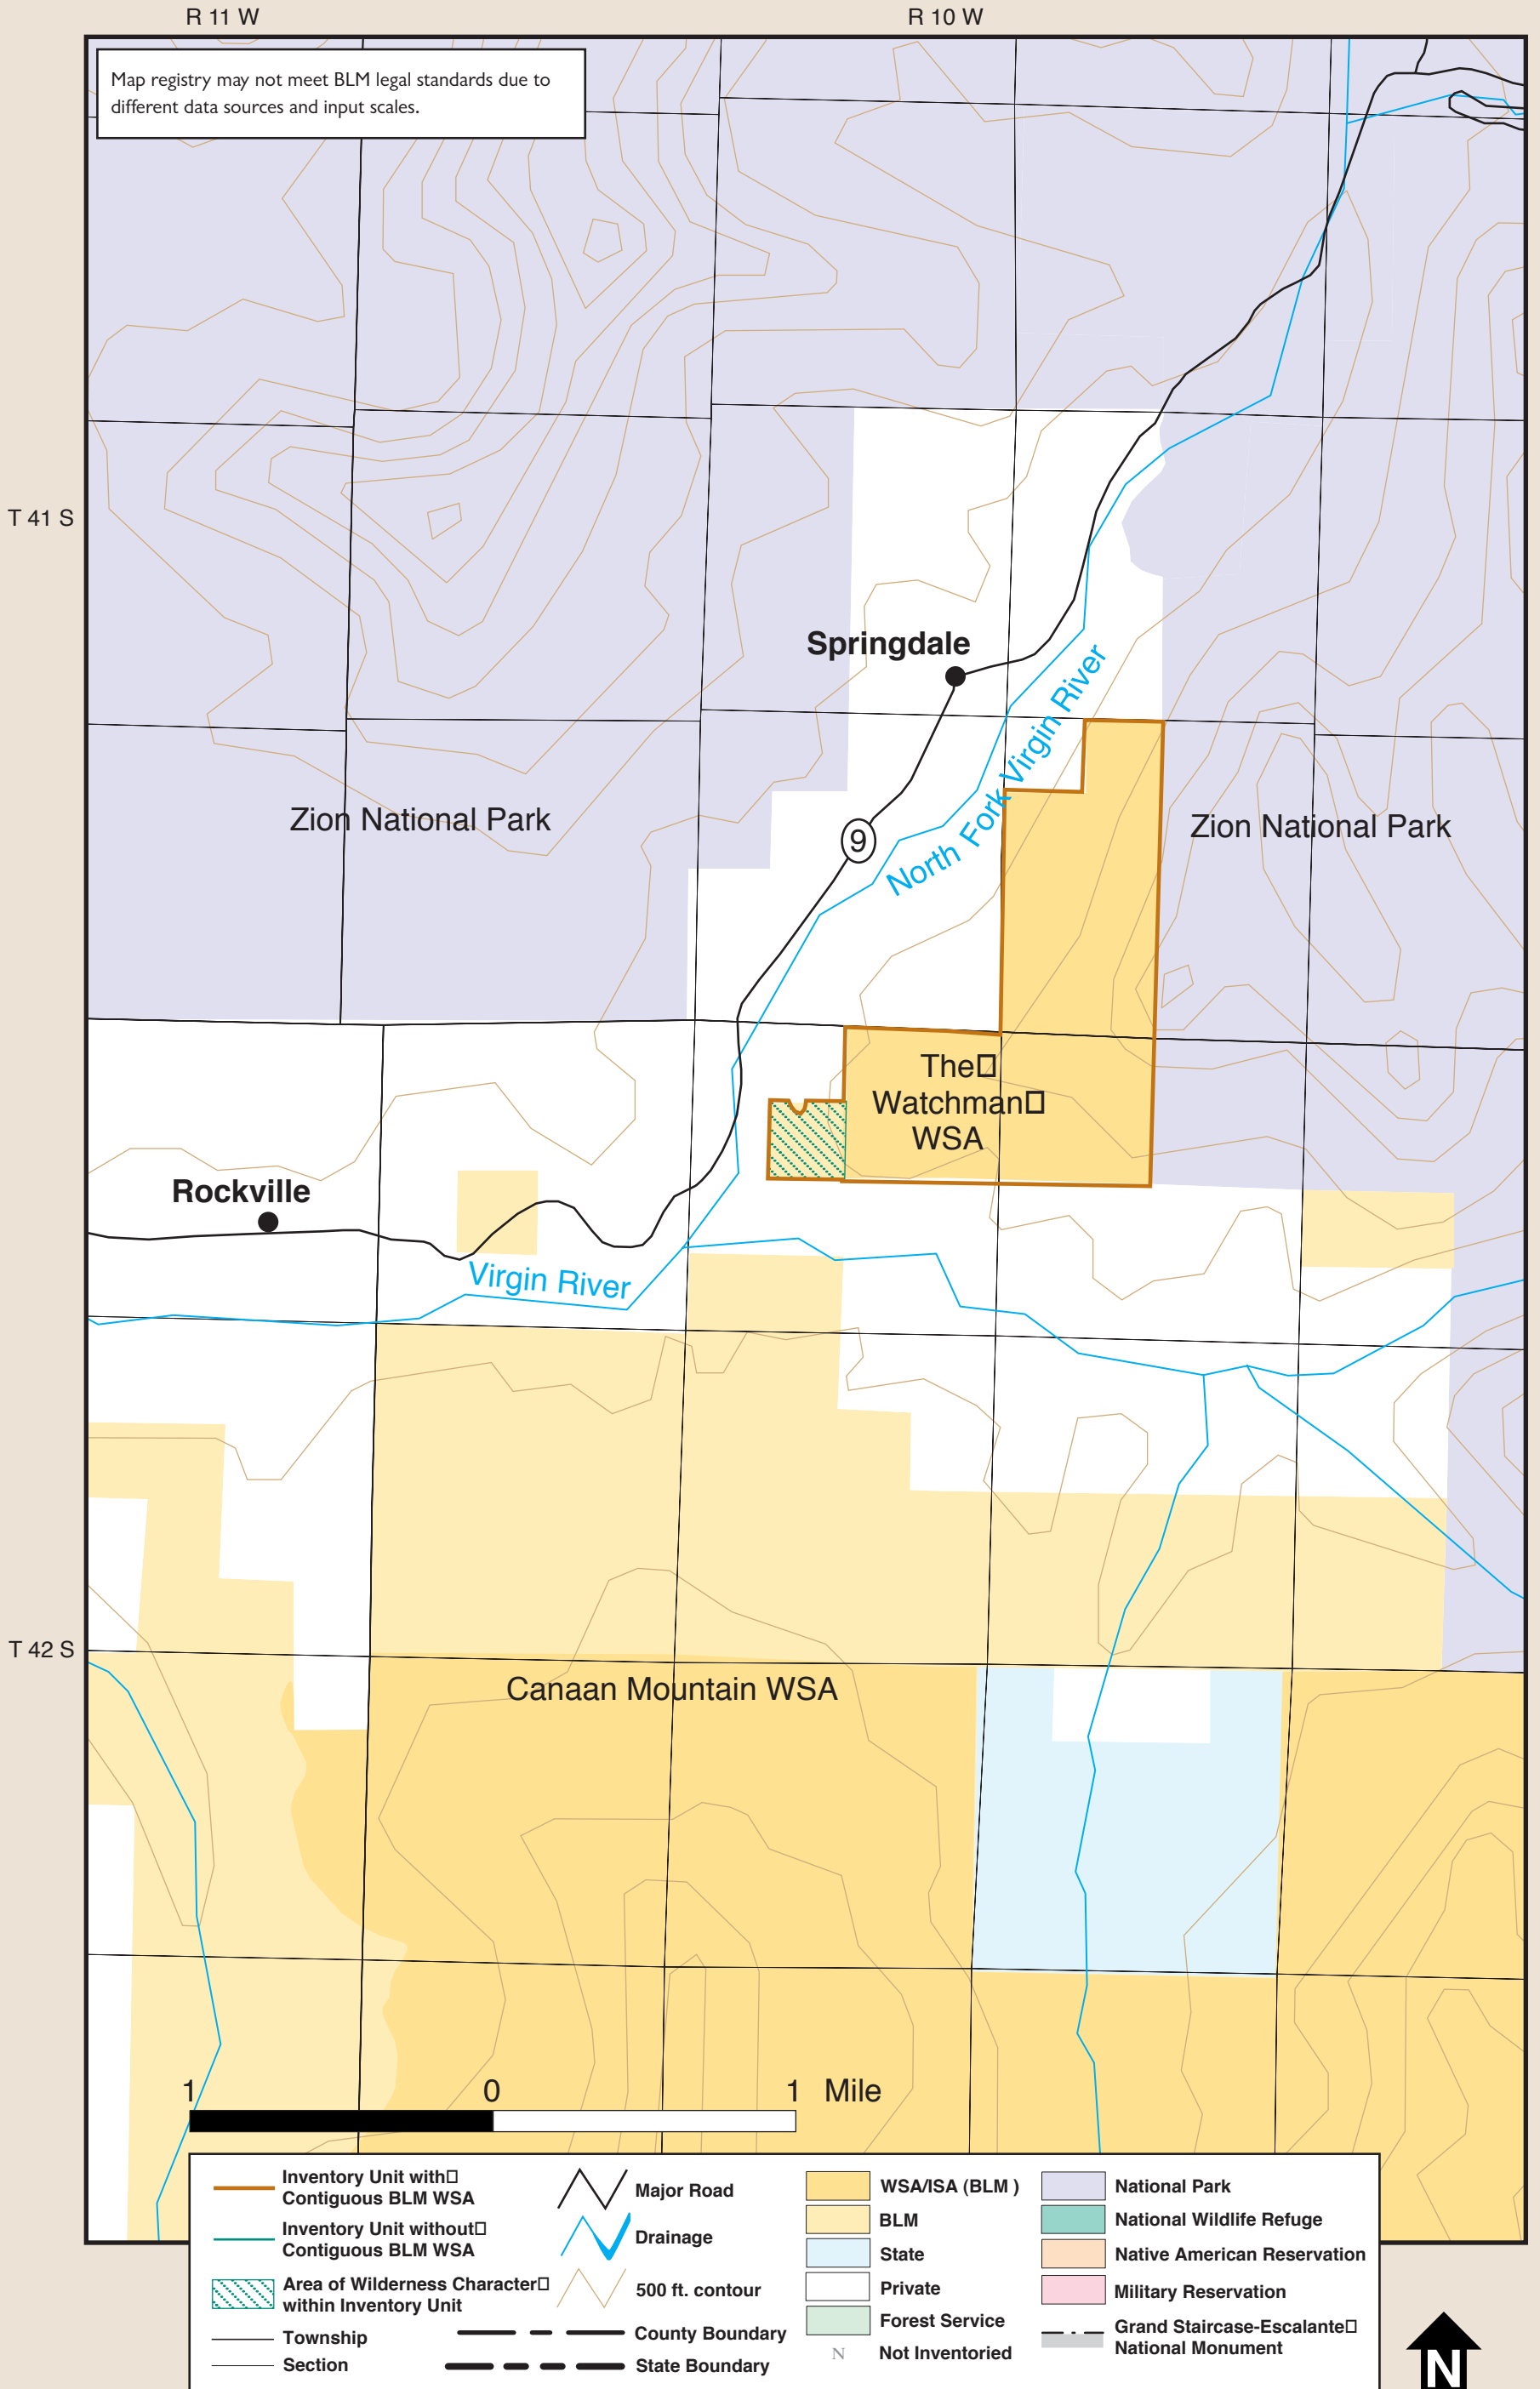 R 11 W
R 10 W
Map registry may not meet BLM legal standards due to
different data sources and input scales.
T 41 S
Springdale
North Fork Virgin River
Zion National Park
Zion National Park
9
The
Watchman
WSA
Rockville
Virgin River
T 42 S
Canaan Mountain WSA
1 0 1 Mile
Inventory Unit with
Contiguous BLM WSA
Inventory Unit without
Contiguous BLM WSA
Area of Wilderness Character
within Inventory Unit
Township
Section
Major Road
Drainage
500 ft. contour
County Boundary
State Boundary
WSA/ISA (BLM )
BLM
State
Private
Forest Service
N Not Inventoried
National Park
National Wildlife Refuge
Native American Reservation
Military Reservation
Grand Staircase-Escalante
National Monument
N